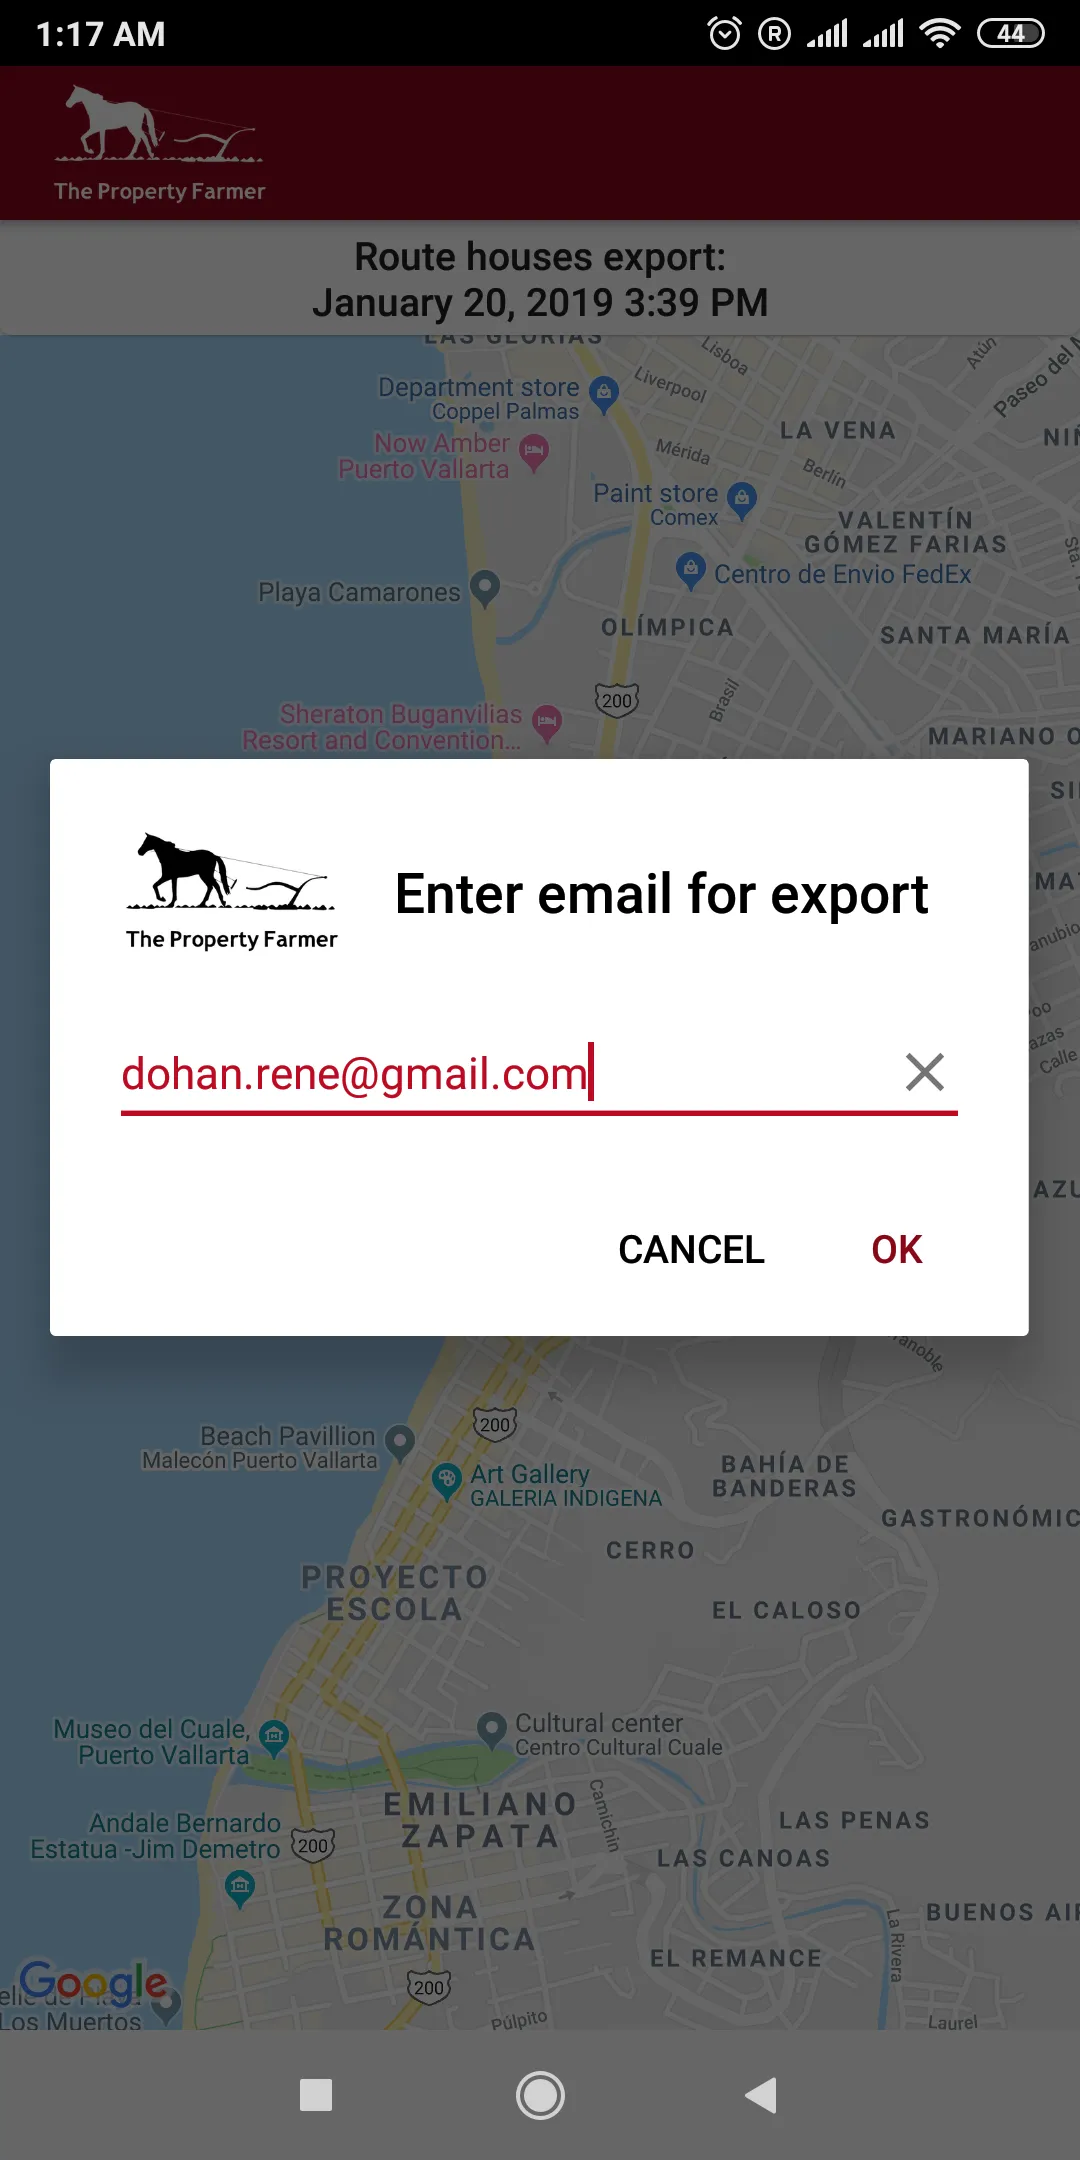 1:17 AM
R
44
The Property Farmer
Route houses export:
January 20, 2019 3:39 PM
LAS GLORIAS
Lisboa
Atún
Paseo del
Department store
Coppel Palmas
Liverpool
LA VENA
Now Amber
Puerto Vallarta
Mérida
Berlín
Paint store
Comex
VALENTÍN
GÓMEZ FARIAS
Centro de Envio FedEx
Playa Camarones
OLÍMPICA
SANTA MARÍA
Brasil
200
Sheraton Buganvilias
Resort and Convention...
MARIANO O
The Property Farmer
Enter email for export
dohan.rene@gmail.com
Calle
CANCEL
OK
200
Beach Pavillion
Malecón Puerto Vallarta
Art Gallery
GALERIA INDIGENA
BAHÍA DE
BANDERAS
GASTRONÓMIC
CERRO
PROYECTO
ESCOLA
EL CALOSO
Museo del Cuale,
Puerto Vallarta
Cultural center
Centro Cultural Cuale
EMILIANO
ZAPATA
Camichin
LAS PENAS
Andale Bernardo
Estatua -Jim Demetro
200
LAS CANOAS
ZONA
ROMÁNTICA
BUENOS AIR
EL REMANCE
La Rivera
Google
200
Los Muertos
Púlpito
Laurel